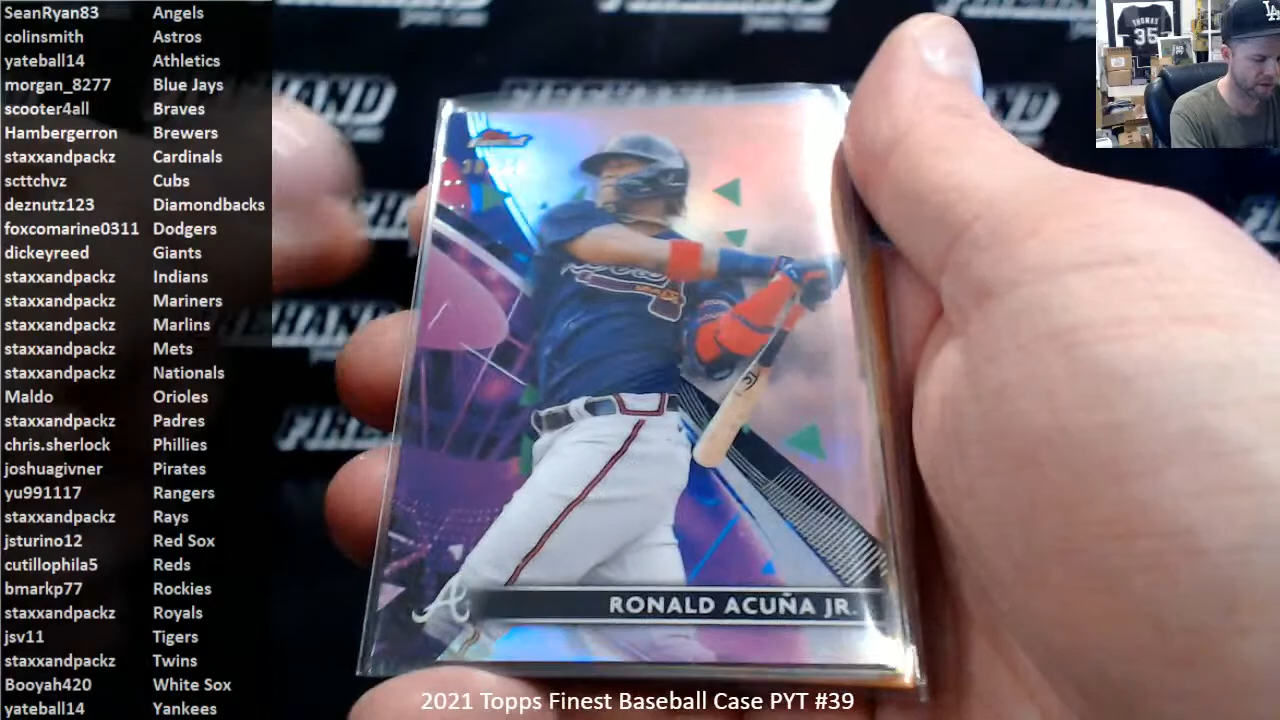 SeanRyan83 Angels
colinsmith Astros
yateball14 Athletics
morgan_8277 Blue Jays
scooter4all Braves
Hambergerron Brewers
staxxandpackz Cardinals
scttchvz Cubs
deznutz123 Diamondbacks
foxcomarine0311 Dodgers
dickeyreed Giants
staxxandpackz Indians
staxxandpackz Mariners
staxxandpackz Marlins
staxxandpackz Mets
staxxandpackz Nationals
Maldo Orioles
staxxandpackz Padres
chris.sherlock Phillies
joshuagivner Pirates
yu991117 Rangers
staxxandpackz Rays
jsturino12 Red Sox
cutillophila5 Reds
bmarkp77 Rockies
staxxandpackz Royals
jsv11 Tigers
staxxandpackz Twins
Booyah420 White Sox
yateball14 Yankees
THOMAS
35
LA
A
RONALD ACUÑA JR.
2021 Topps Finest Baseball Case PYT #39